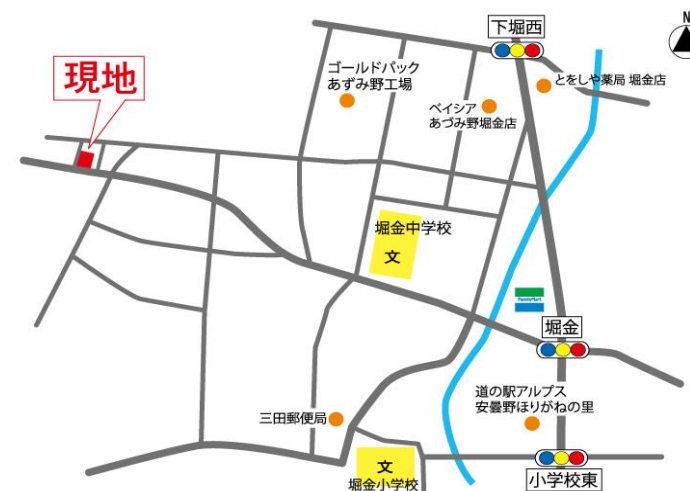 N
下堀西
ゴールドパック
あずみ野工場
とをしや薬局 堀金店
ベイシア
あづみ野堀金店
現地
堀金中学校
文
FamilyMart
堀金
道の駅アルプス
安曇野ほりがねの里
三田郵便局
文
堀金小学校
小学校東